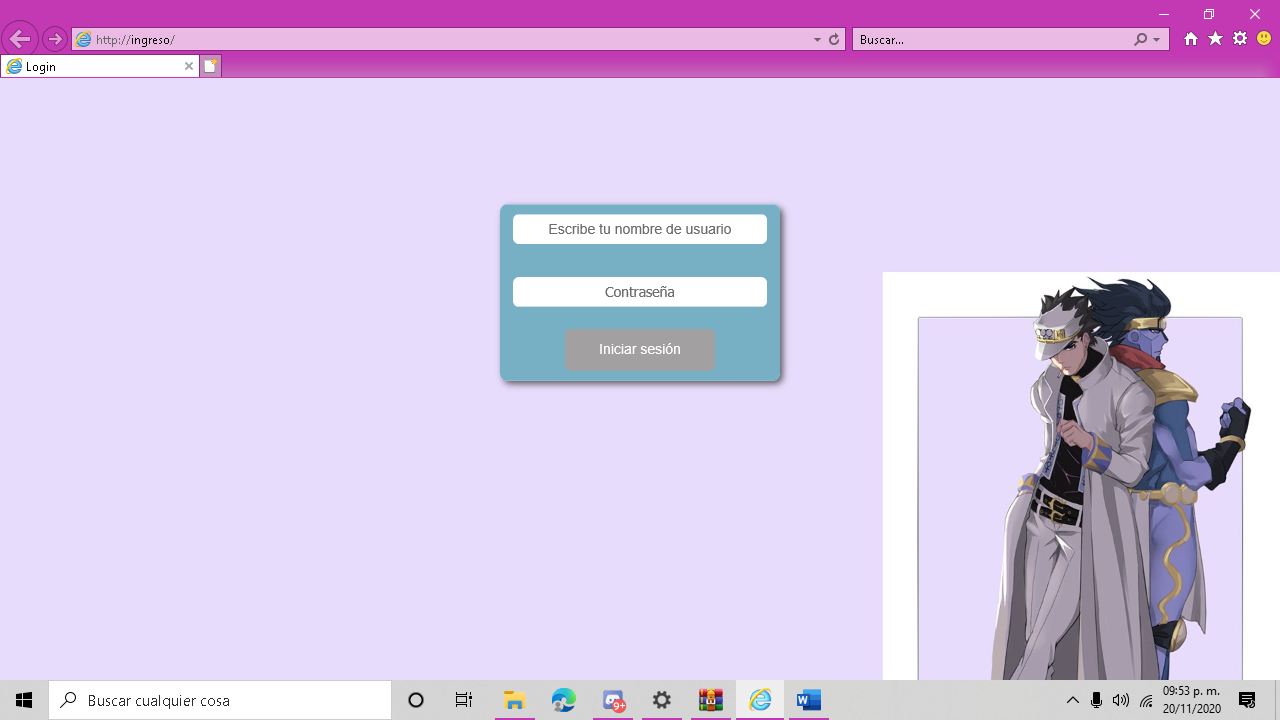 http://ingreso/
Buscar...
Login
Escribe tu nombre de usuario
Contraseña
Iniciar sesión
Buscar cualquier cosa
9+
09:53 p. m.
20/11/2020